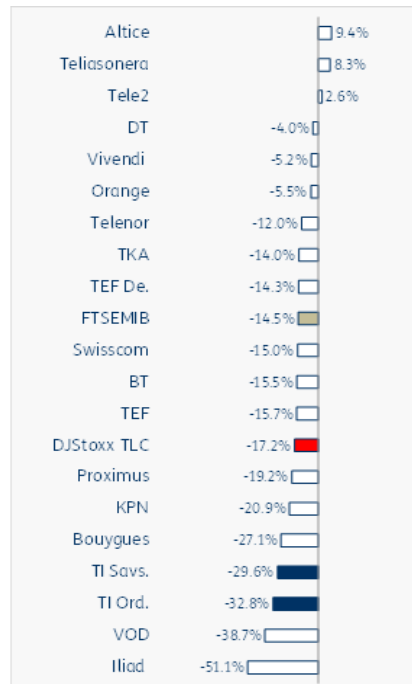 Altice 9.4%
Teliasonera 8.3%
Tele2 2.6%
DT -4.0%
Vivendi -5.2%
Orange -5.5%
Telenor -12.0%
TKA -14.0%
TEF De. -14.3%
FTSEMIB -14.5%
Swisscom -15.0%
BT -15.5%
TEF -15.7%
DJStoxx TLC -17.2%
Proximus -19.2%
KPN -20.9%
Bouygues -27.1%
TI Savs. -29.6%
TI Ord. -32.8%
VOD -38.7%
Iliad -51.1%